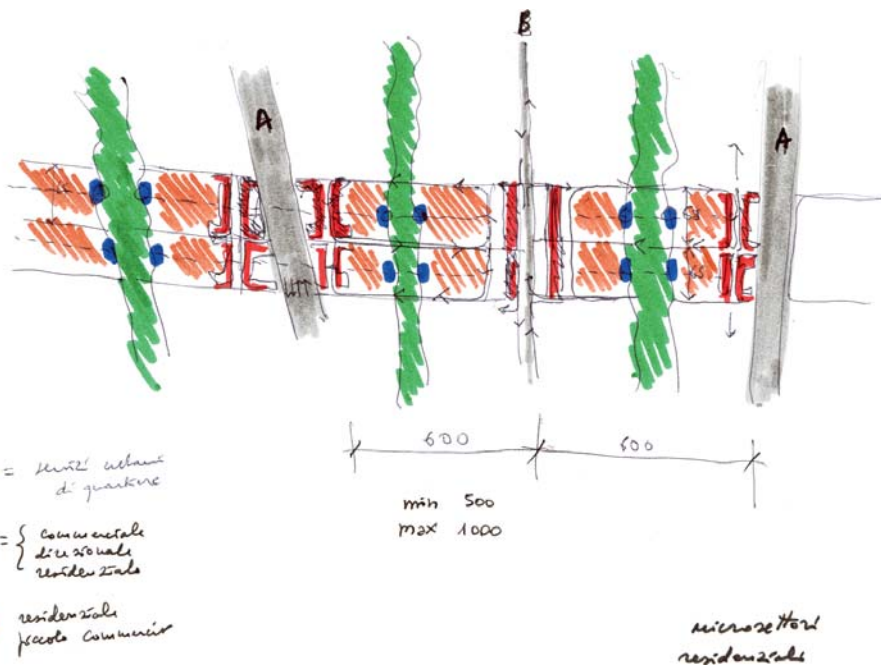 B
A
A
600
600
min 500
max 1000
= servizi urbani
di quartiere
= { commerciale
direzionale
residenziale
residenziale
piccolo commercio
microsettori
residenziali